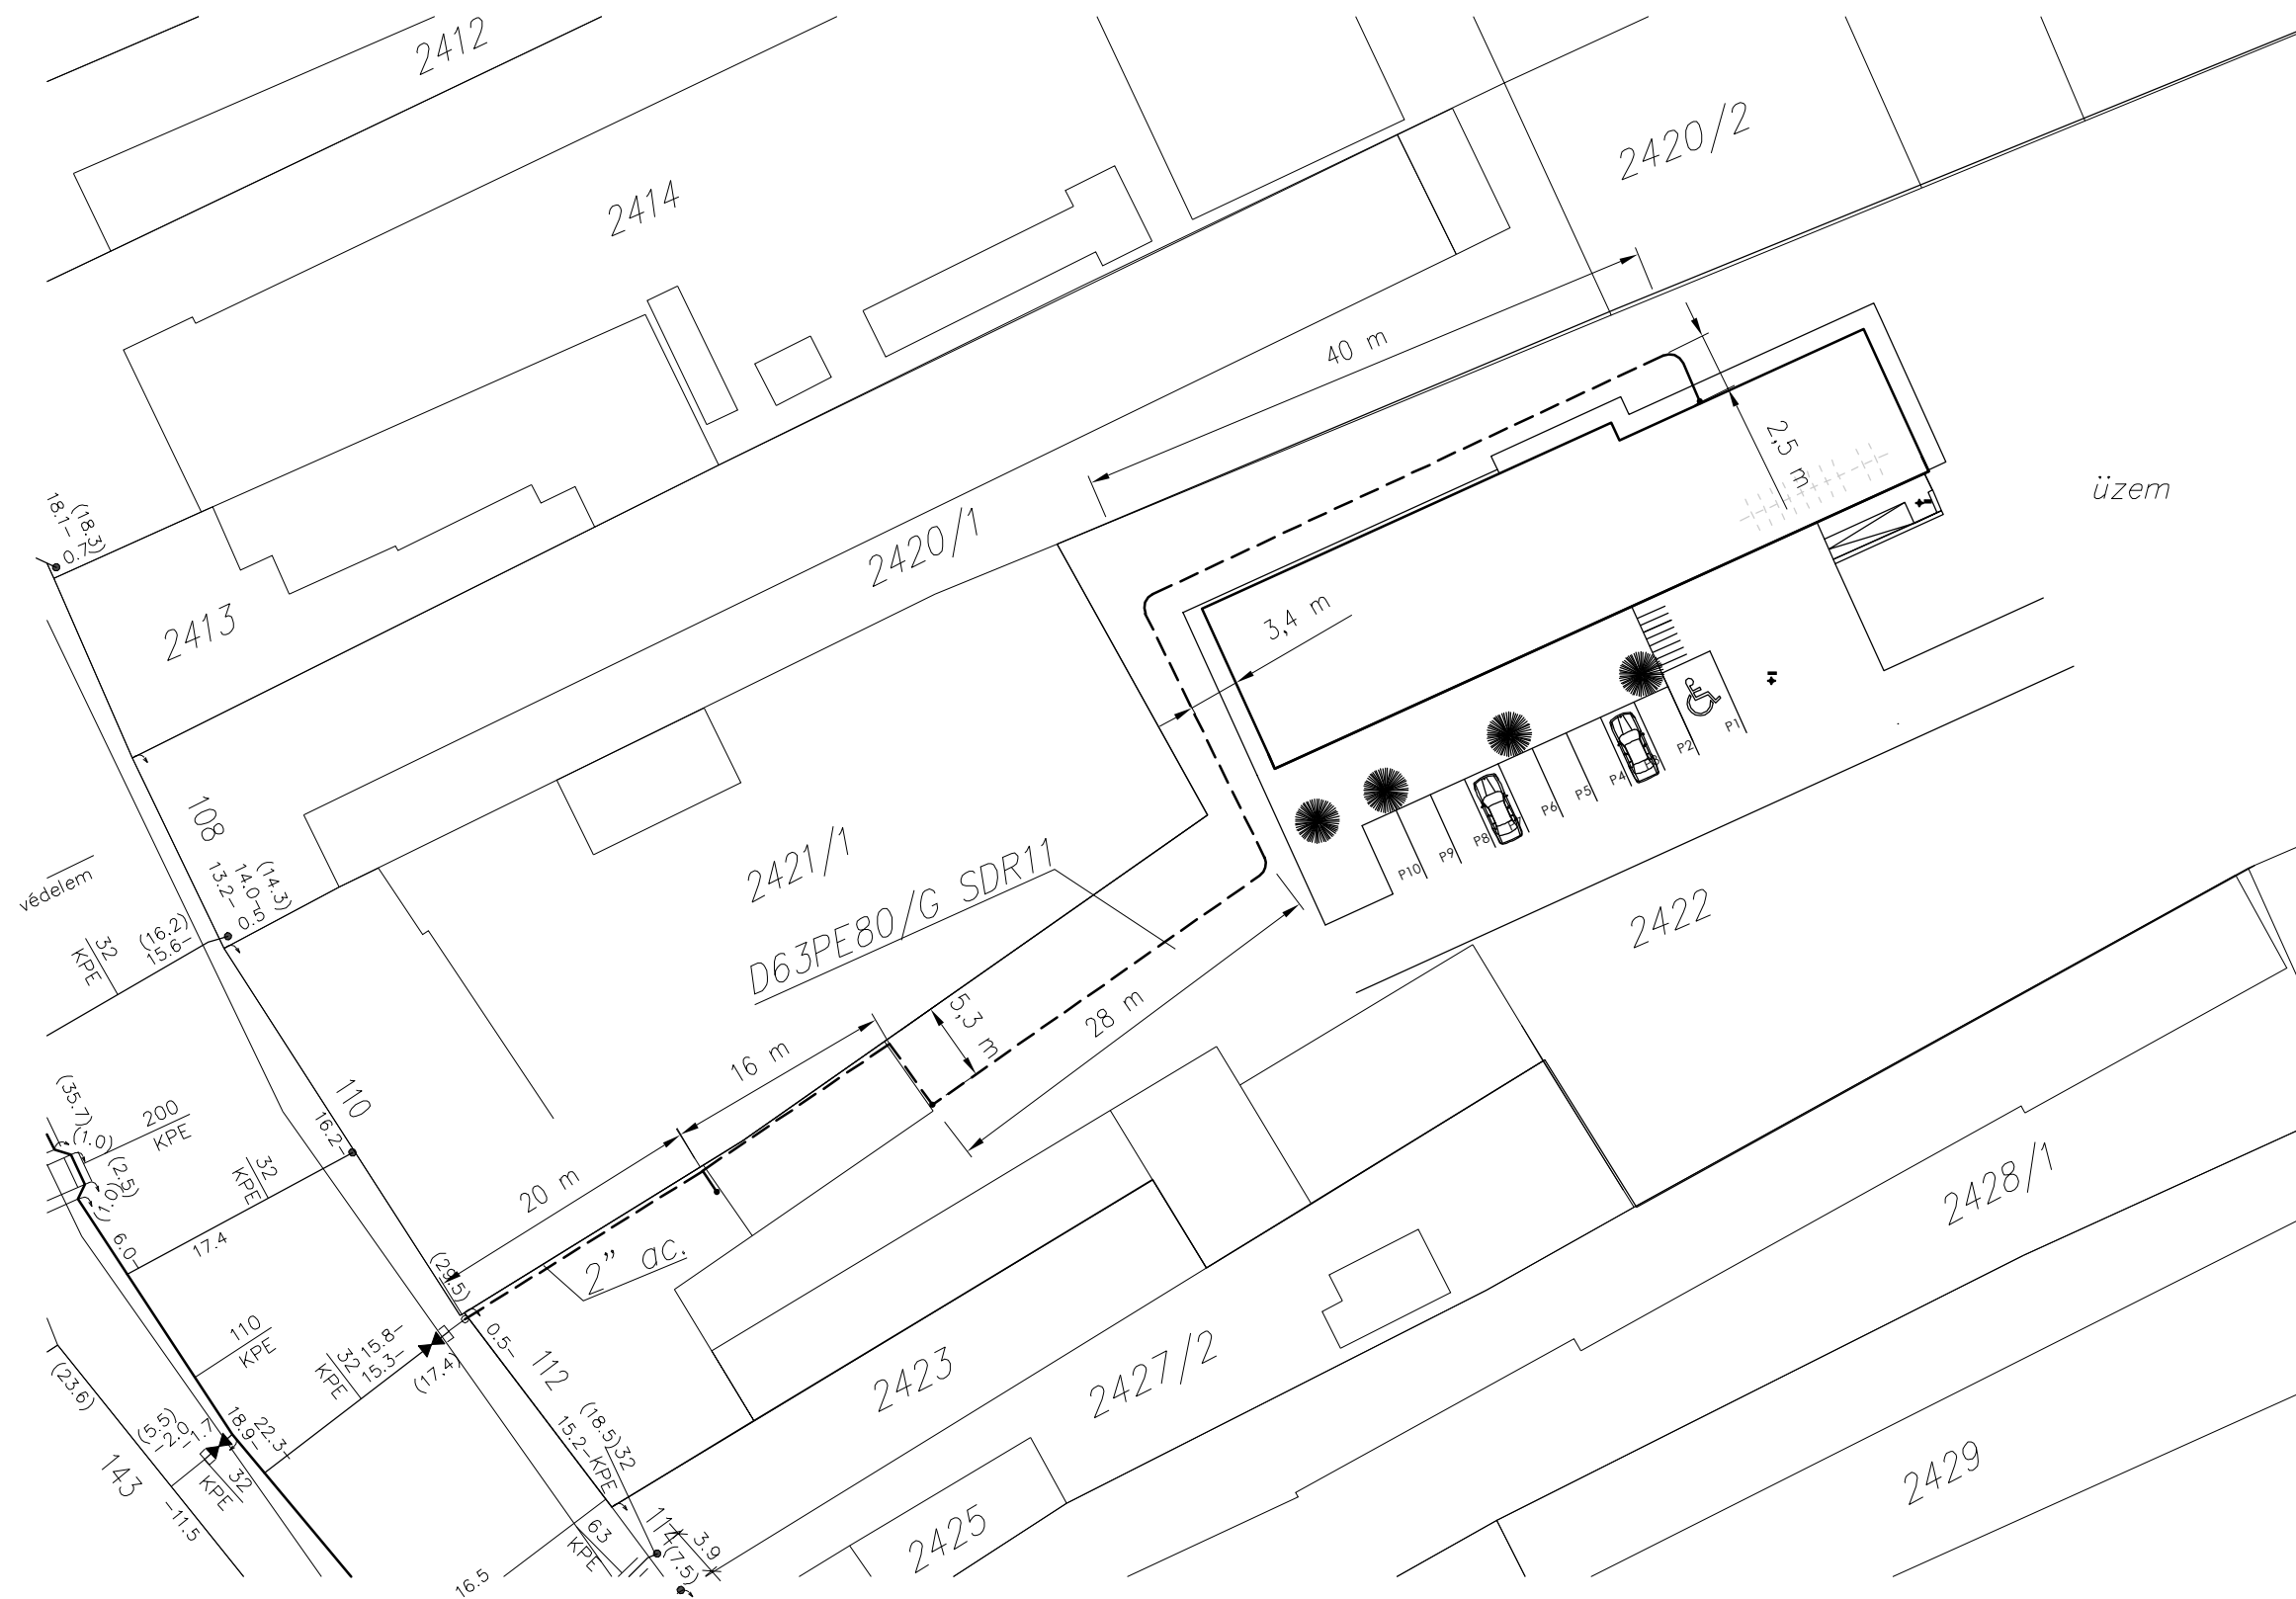 2412
2414
2420/2
40 m
2,5 m
üzem
18.1-
(18.3)
0.7
2420/1
2413
3,4 m
P1
P2
P4
P5
P6
P8
P9
P10
108
13.2-
14.0-
(14.3)
0.5
védelem
2421/1
D63PE80/G SDR11
2422
32
KPE
(16.2)
15.6-
5,3 m
28 m
16 m
20 m
(35.7)
(1.0)
200
KPE
(2.5)
(1.0)
110
16.2-
32
KPE
6.0-
17.4
2428/1
2" ac.
(29.5)
0.5-
110
KPE
32
KPE
15.8-
15.3-
(17.4)
112
2423
2427/2
(23.6)
(5.5)
-2.0
-1.7
18.9-
22.3-
32
KPE
143
-11.5
(18.5)
15.2-
32
KPE
2429
2425
114
63
KPE
3.9
(7.5)
16.5